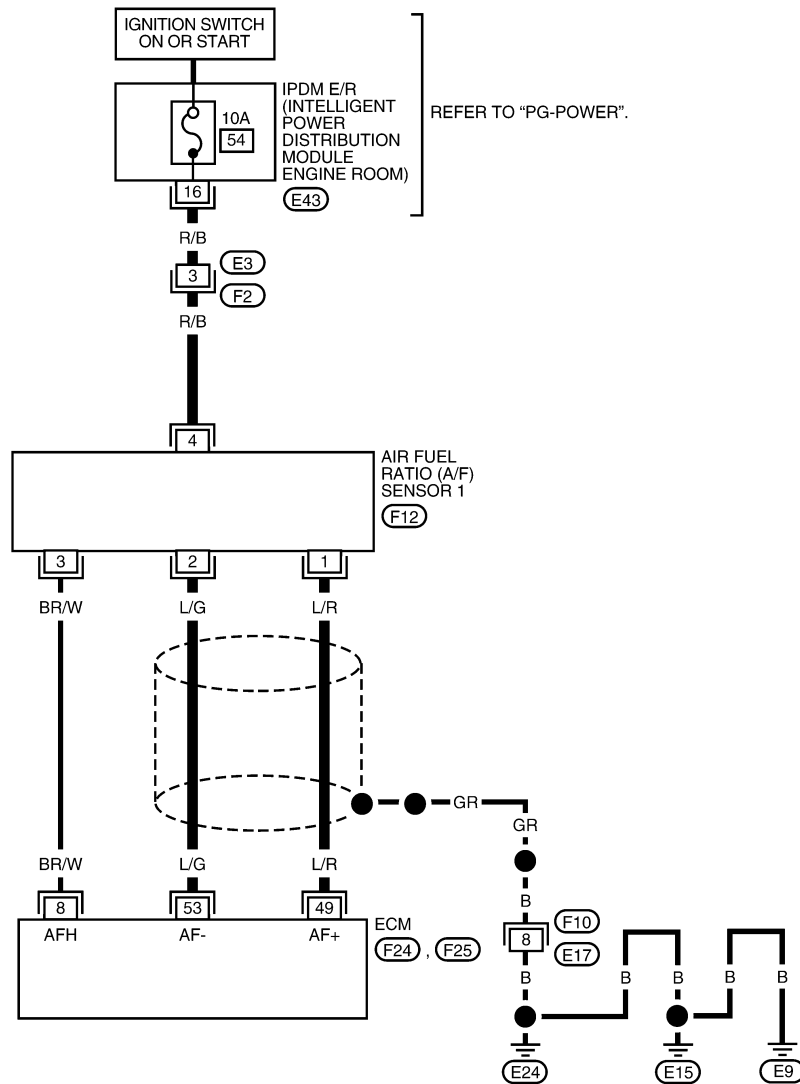 IGNITION SWITCH
ON OR START
10A
54
IPDM E/R
(INTELLIGENT
POWER
DISTRIBUTION
MODULE
ENGINE ROOM)
E43
REFER TO “PG-POWER”.
16
R/B
3
E3
F2
R/B
4
AIR FUEL
RATIO (A/F)
SENSOR 1
F12
3
2
1
BR/W
L/G
L/R
GR
GR
BR/W
L/G
L/R
8
53
49
AFH
AF-
AF+
ECM
F24 , F25
B
8
F10
E17
B
B
B
B
B
E24
E15
E9